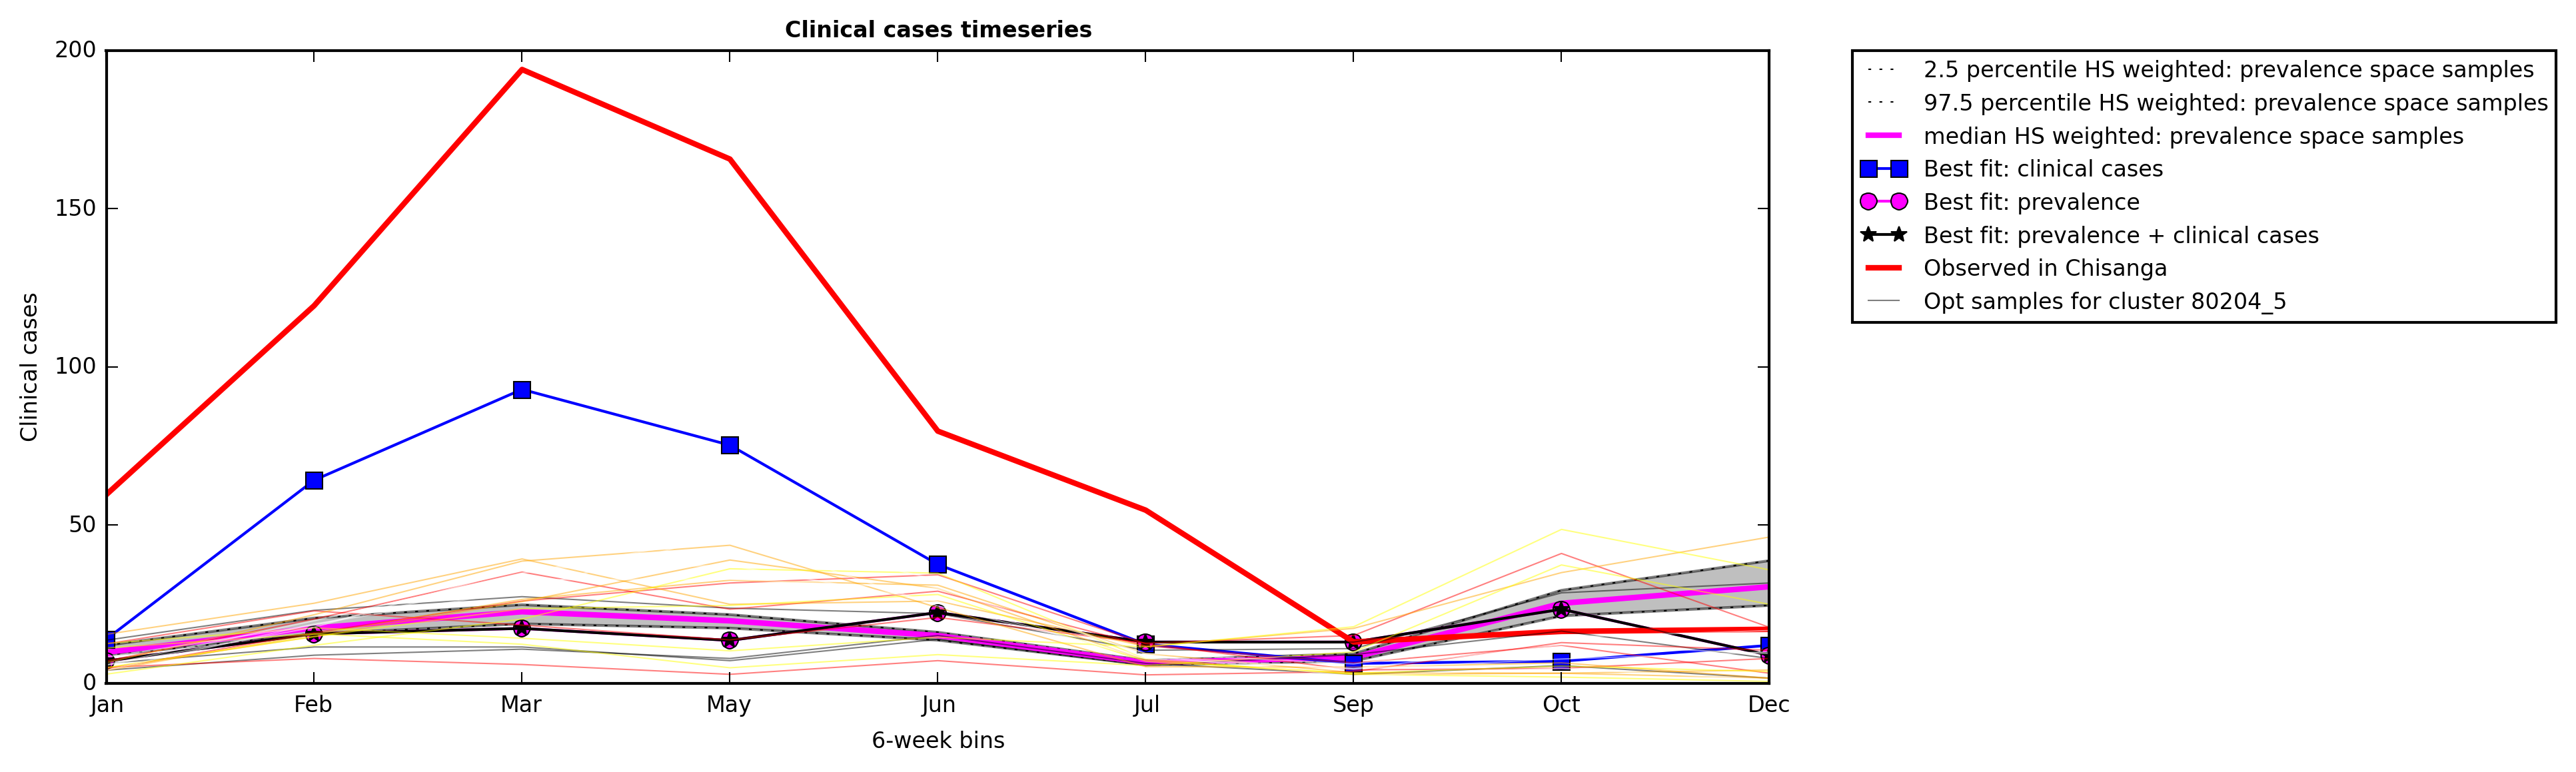 Clinical cases timeseries
200
150
100
50
0
Clinical cases
Jan Feb Mar May Jun Jul Sep Oct Dec
6-week bins
2.5 percentile HS weighted: prevalence space samples
97.5 percentile HS weighted: prevalence space samples
median HS weighted: prevalence space samples
Best fit: clinical cases
Best fit: prevalence
Best fit: prevalence + clinical cases
Observed in Chisanga
Opt samples for cluster 80204_5